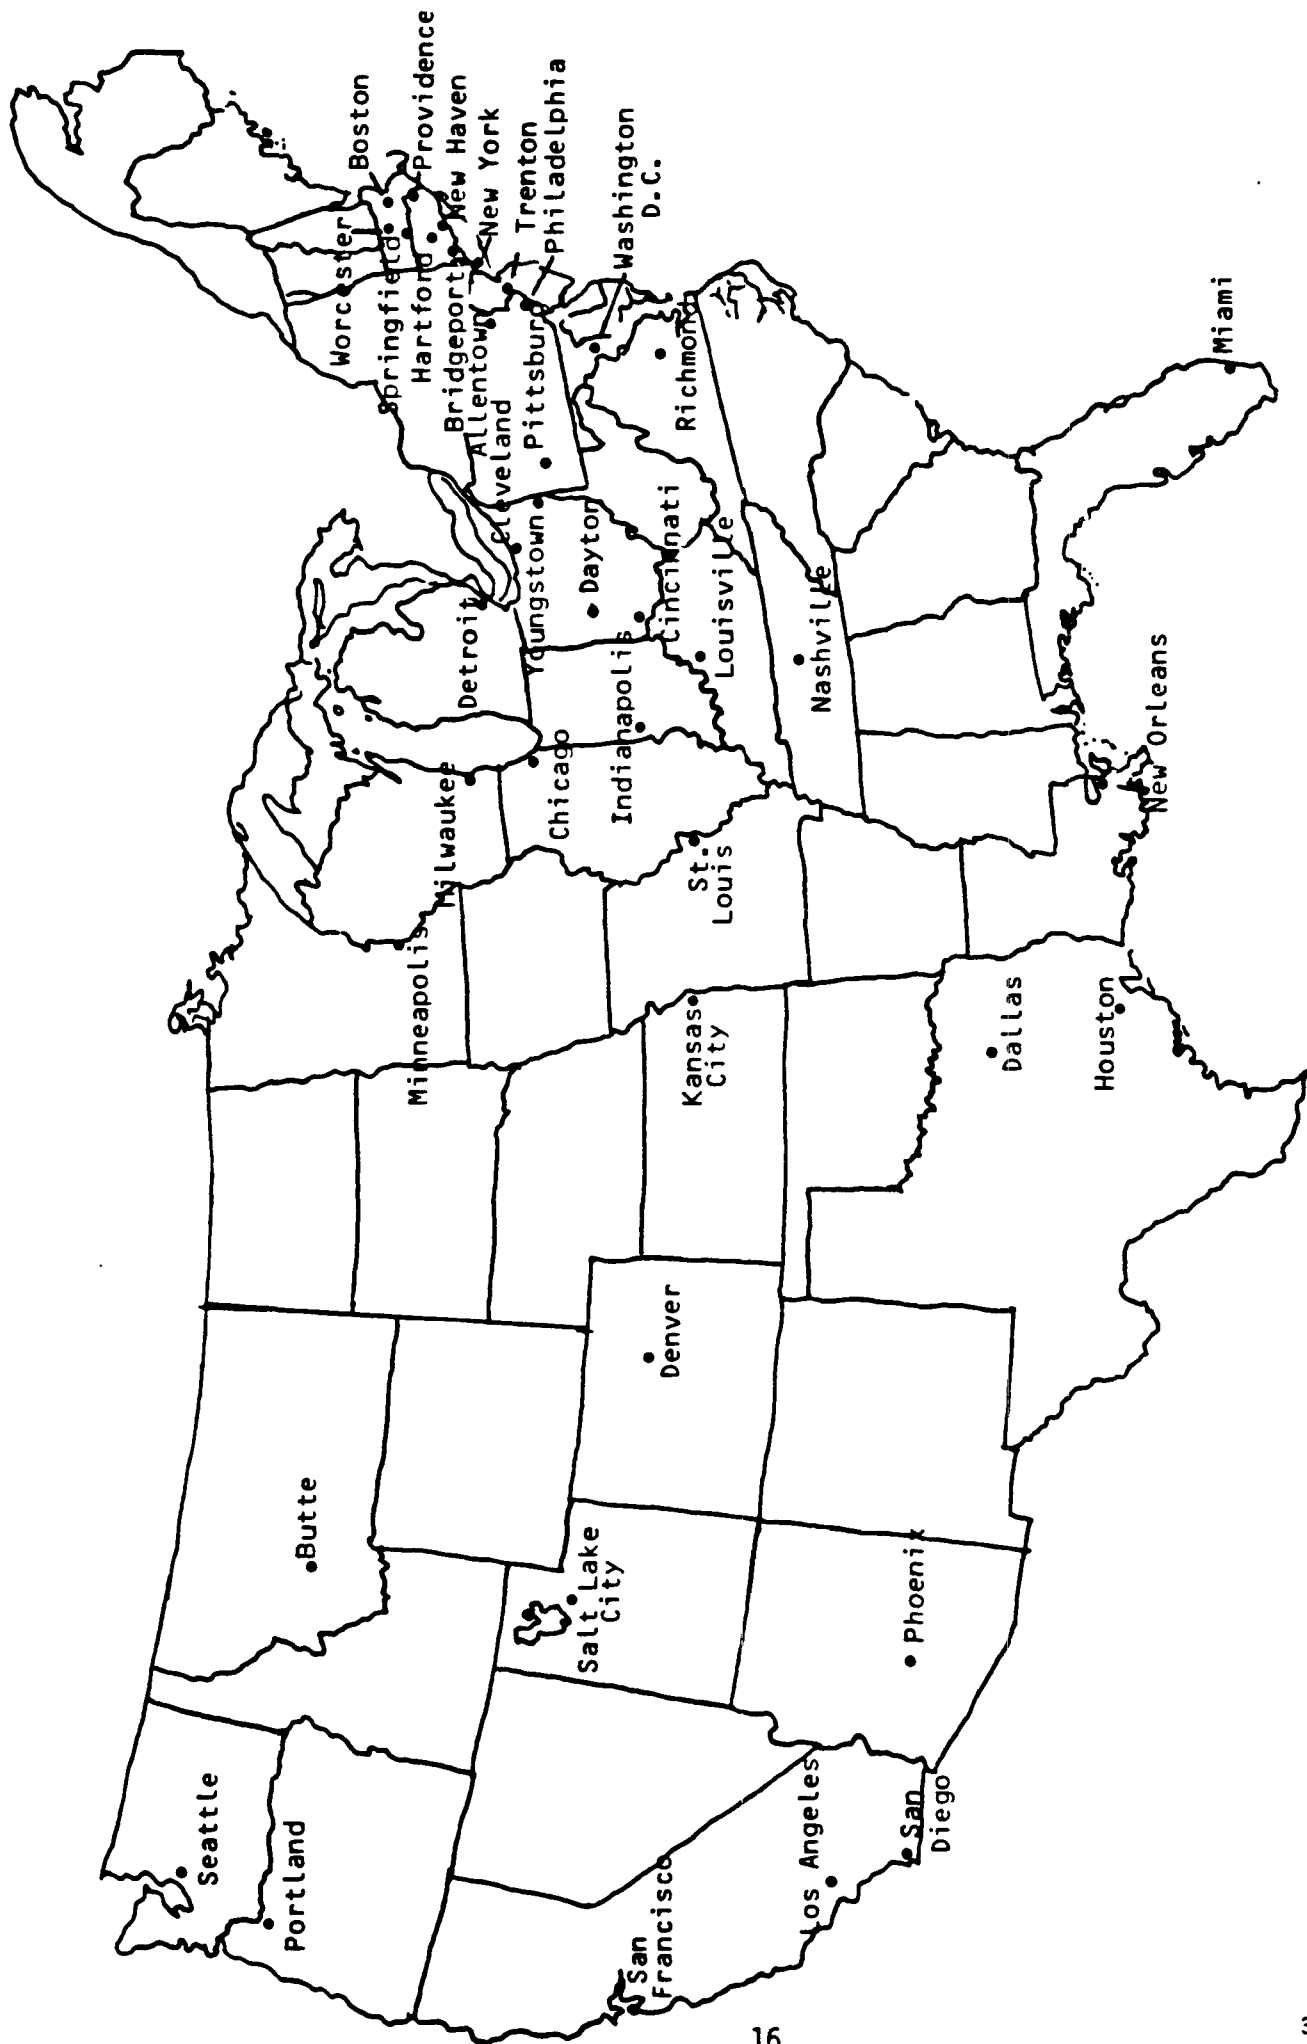 Seattle
Portland
Butte
Minneapolis
Milwaukee
Detroit
Chicago
Cleveland
Youngstown
Pittsburg
Dayton
Cincinnati
Indianapolis
Louisville
Worcester
Springfield
Hartford
Bridgeport
Allentown
Boston
Providence
New Haven
New York
Trenton
Philadelphia
Washington
D.C.
Richmond
Salt Lake
City
Denver
Kansas
City
St.
Louis
Nashville
San
Francisco
Los Angeles
San
Diego
Phoenix
Dallas
Houston
New Orleans
Miami
16